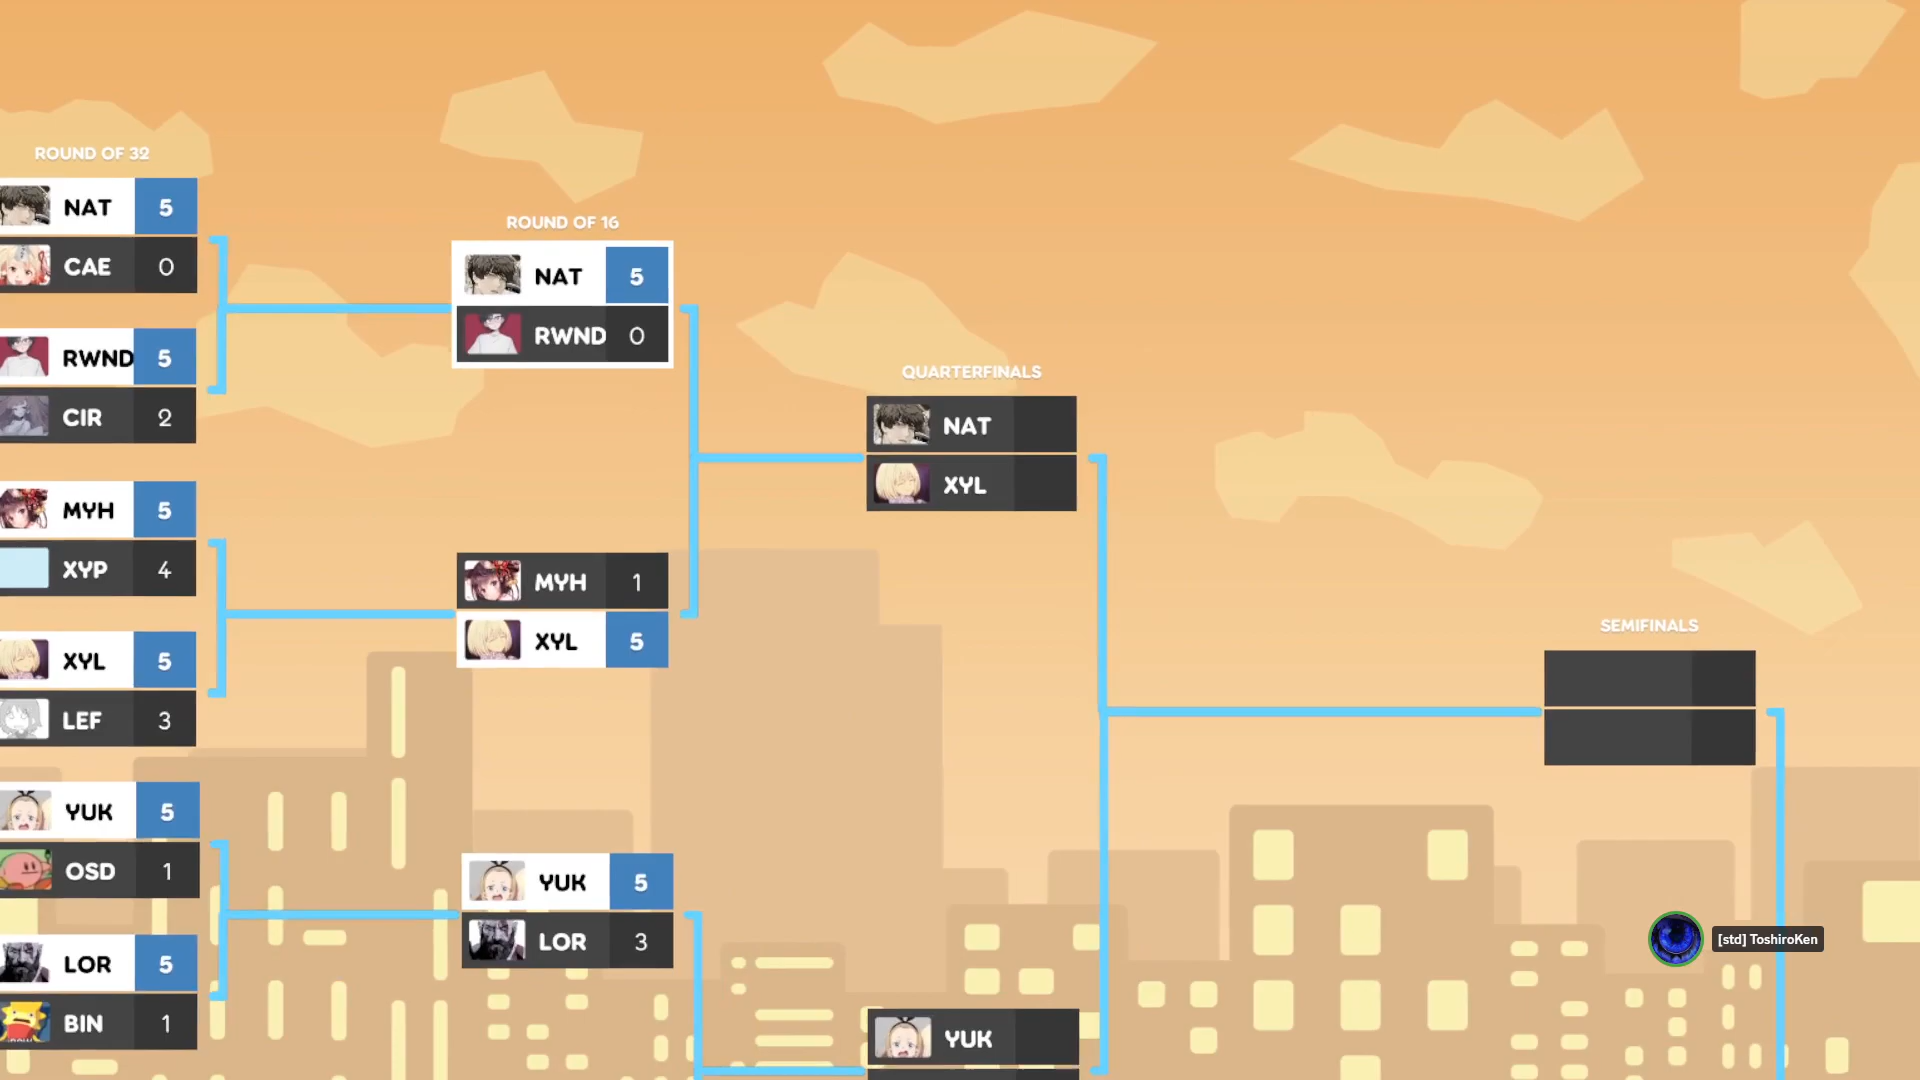 ROUND OF 32
NAT 5
CAE 0
RWND 5
CIR 2
MYH 5
XYP 4
XYL 5
LEF 3
YUK 5
OSD 1
LOR 5
BIN 1
ROUND OF 16
NAT 5
RWND 0
MYH 1
XYL 5
YUK 5
LOR 3
QUARTERFINALS
NAT
XYL
YUK
SEMIFINALS
[std] ToshiroKen